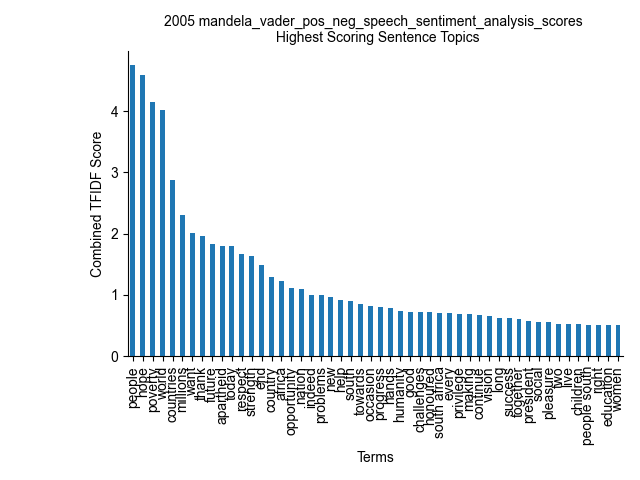 2005 mandela_vader_pos_neg_speech_sentiment_analysis_scores
Highest Scoring Sentence Topics
Combined TFIDF Score
4
3
2
1
0
people
hope
poverty
world
countries
millions
want
thank
future
apartheid
today
respect
strength
end
country
africa
opportunity
nation
indeed
problems
new
help
south
towards
occasion
progress
hands
humanity
good
challenges
honoured
south africa
every
privilege
making
continue
vision
long
success
together
president
social
pleasure
two
live
children
people south
right
education
women
Terms